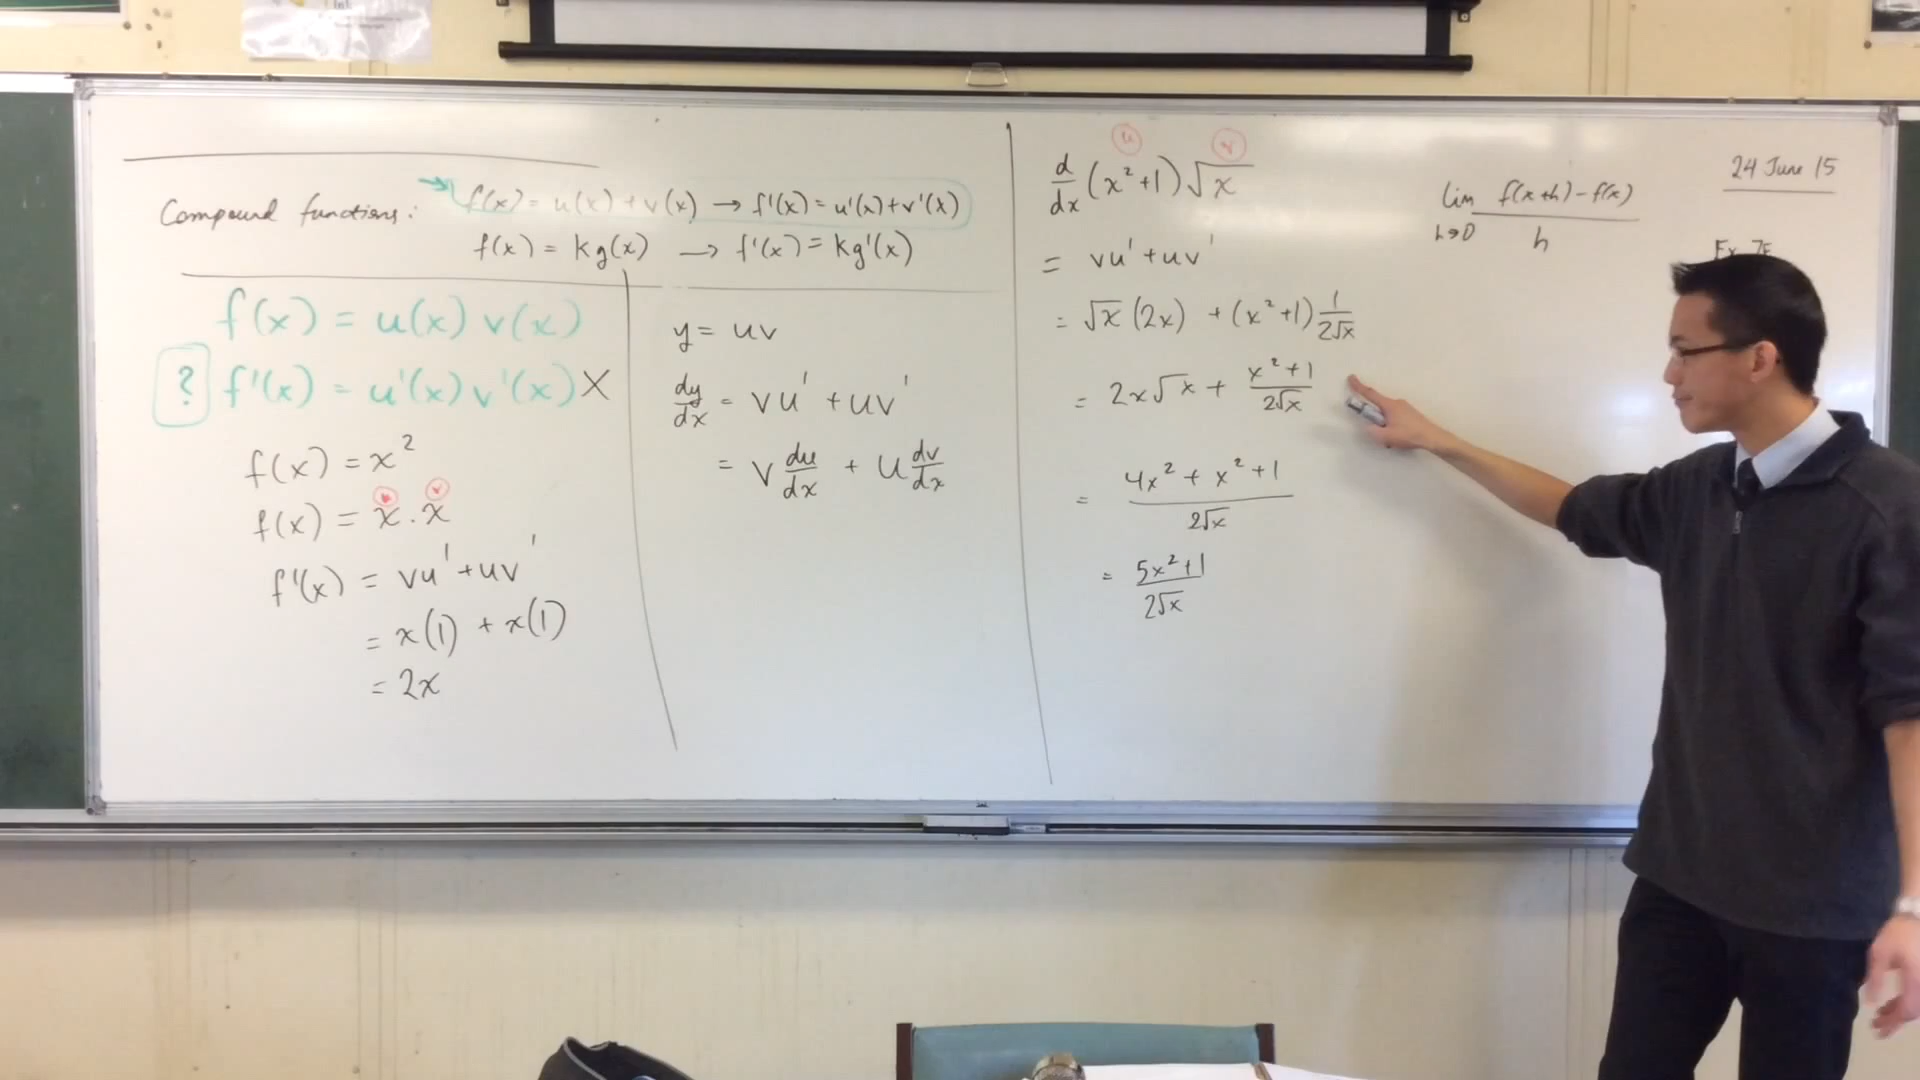 Compound functions: f(x) = u(x) + v(x) → f'(x) = u'(x) + v'(x)
f(x) = kg(x) → f'(x) = kg'(x)
f(x) = u(x) v(x)
? f'(x) = u'(x) v'(x) X
f(x) = x²
u v
f(x) = x . x
f'(x) = vu' + uv'
= x(1) + x(1)
= 2x
y = uv
dy/dx = vu' + uv'
= v du/dx + u dv/dx
u v
d/dx (x² + 1) √x
= vu' + uv'
= √x (2x) + (x² + 1) 1/2√x
= 2x√x + x² + 1/2√x
= 4x² + x² + 1/2√x
= 5x² + 1/2√x
24 June 15
lim h→0 f(x+h) - f(x)/h
Ex 7E